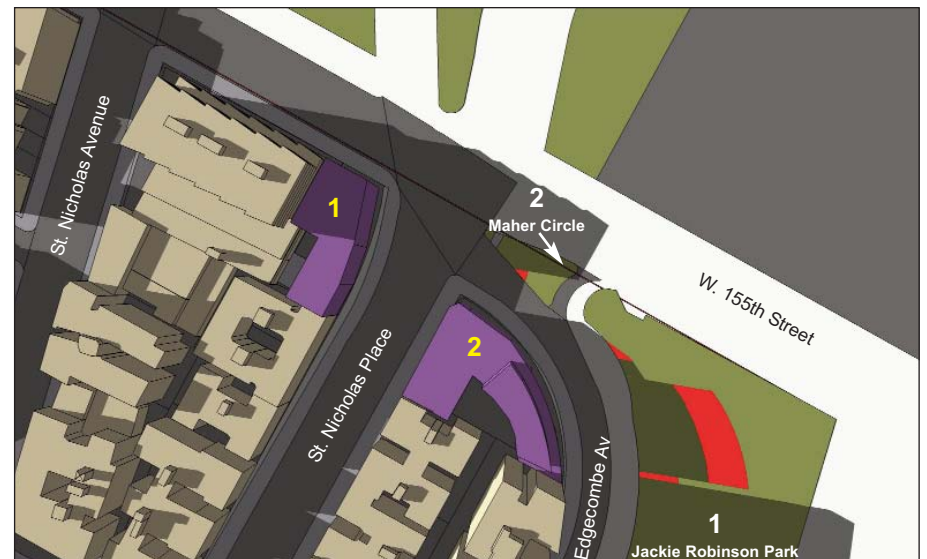 St. Nicholas Avenue
1
2
Maher Circle
W. 155th Street
2
St. Nicholas Place
Edgecombe Av
1
Jackie Robinson Park